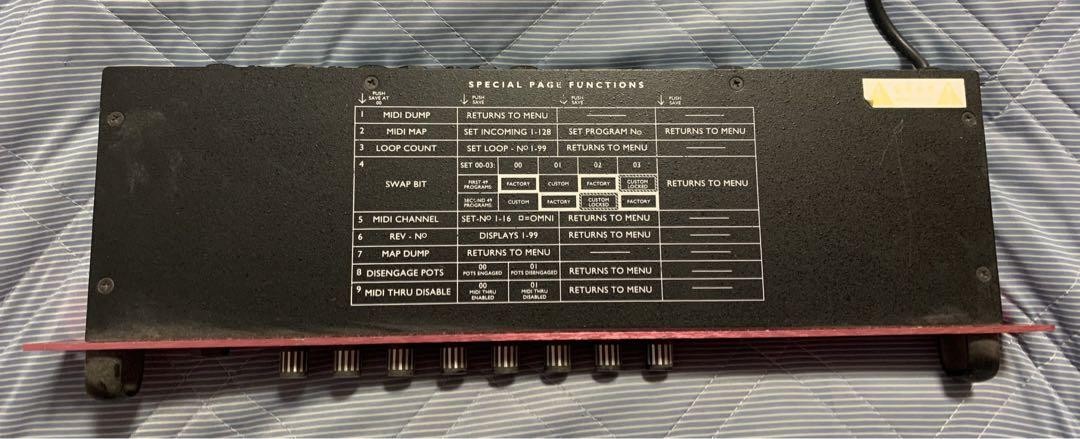 SPECIAL PAGE FUNCTIONS
↓ PUSH SAVE AT 00 ↓ PUSH SAVE ↓ PUSH SAVE ↓ PUSH SAVE
1 MIDI DUMP RETURNS TO MENU
2 MIDI MAP SET INCOMING 1-128 SET PROGRAM No. RETURNS TO MENU
3 LOOP COUNT SET LOOP - Nº 1-99 RETURNS TO MENU
4 SWAP BIT SET 00-03: 00 01 02 03 RETURNS TO MENU
FIRST 49 PROGRAMS: FACTORY CUSTOM FACTORY CUSTOM LOCKED
SECOND 49 PROGRAMS: CUSTOM FACTORY CUSTOM LOCKED FACTORY
5 MIDI CHANNEL SET-Nº 1-16 ◘=OMNI RETURNS TO MENU
6 REV - Nº DISPLAYS 1-99 RETURNS TO MENU
7 MAP DUMP RETURNS TO MENU
8 DISENGAGE POTS 00 POTS ENGAGED 01 POTS DISENGAGED RETURNS TO MENU
9 MIDI THRU DISABLE 00 MIDI THRU ENABLED 01 MIDI THRU DISABLED RETURNS TO MENU